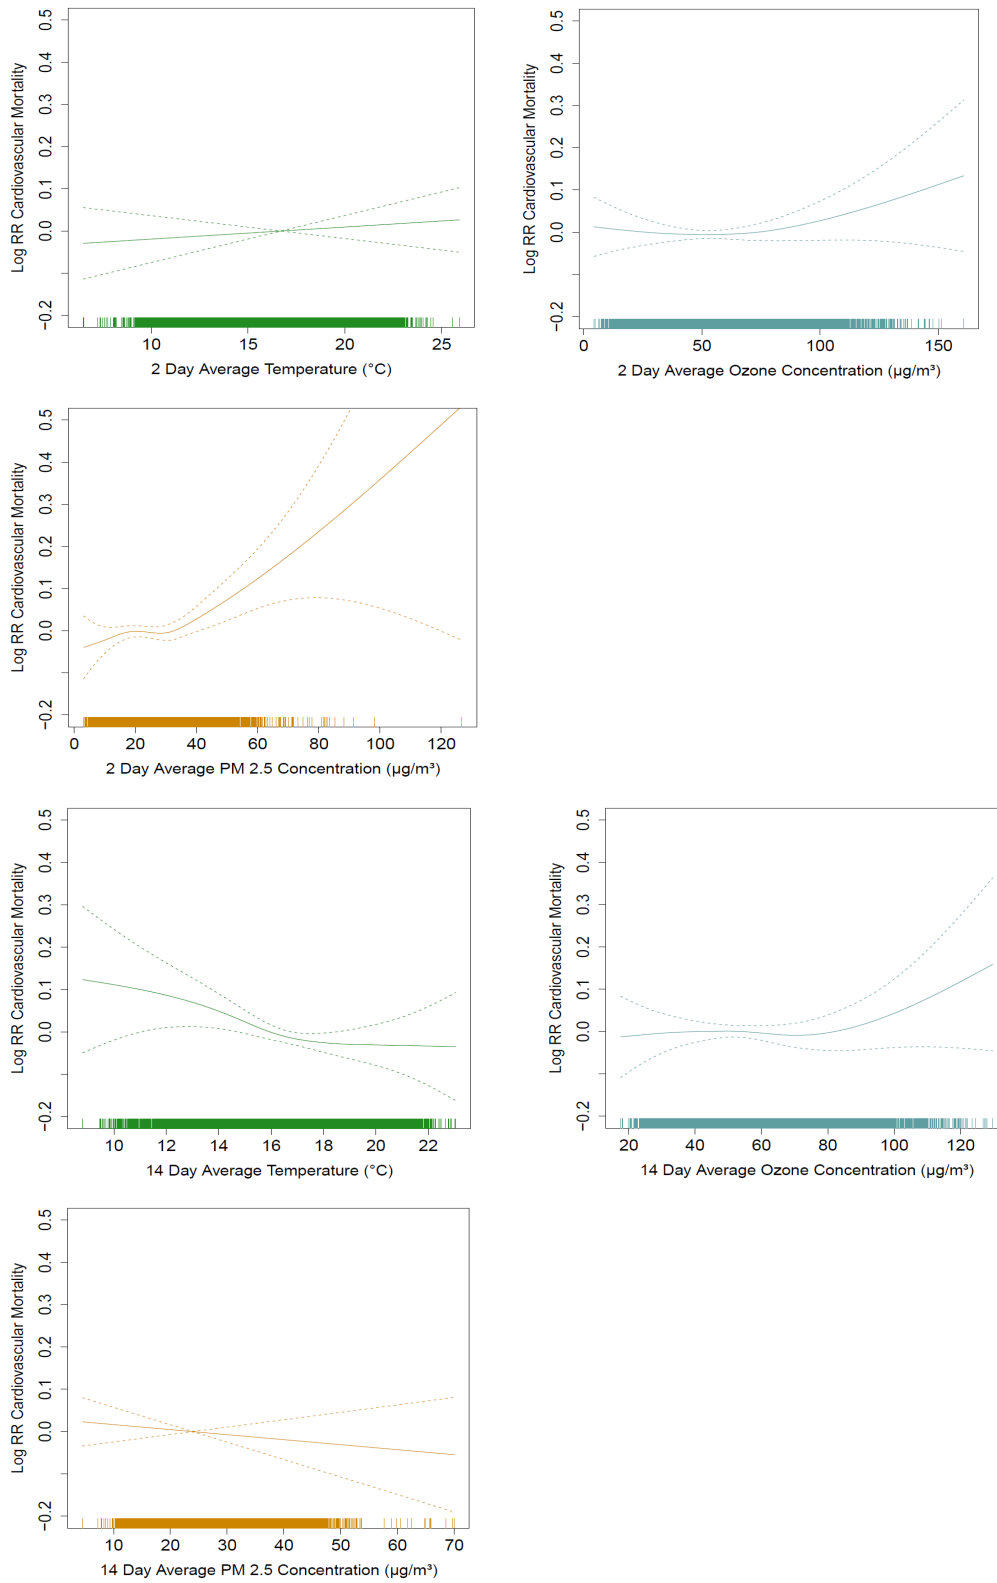 Log RR Cardiovascular Mortality
0.5
0.4
0.3
0.2
0.1
0.0
−0.2
10 15 20 25
2 Day Average Temperature (°C)
Log RR Cardiovascular Mortality
0.5
0.4
0.3
0.2
0.1
0.0
−0.2
0 50 100 150
2 Day Average Ozone Concentration (µg/m³)
Log RR Cardiovascular Mortality
0.5
0.4
0.3
0.2
0.1
0.0
−0.2
0 20 40 60 80 100 120
2 Day Average PM 2.5 Concentration (µg/m³)
Log RR Cardiovascular Mortality
0.5
0.4
0.3
0.2
0.1
0.0
−0.2
10 12 14 16 18 20 22
14 Day Average Temperature (°C)
Log RR Cardiovascular Mortality
0.5
0.4
0.3
0.2
0.1
0.0
−0.2
20 40 60 80 100 120
14 Day Average Ozone Concentration (µg/m³)
Log RR Cardiovascular Mortality
0.5
0.4
0.3
0.2
0.1
0.0
−0.2
10 20 30 40 50 60 70
14 Day Average PM 2.5 Concentration (µg/m³)